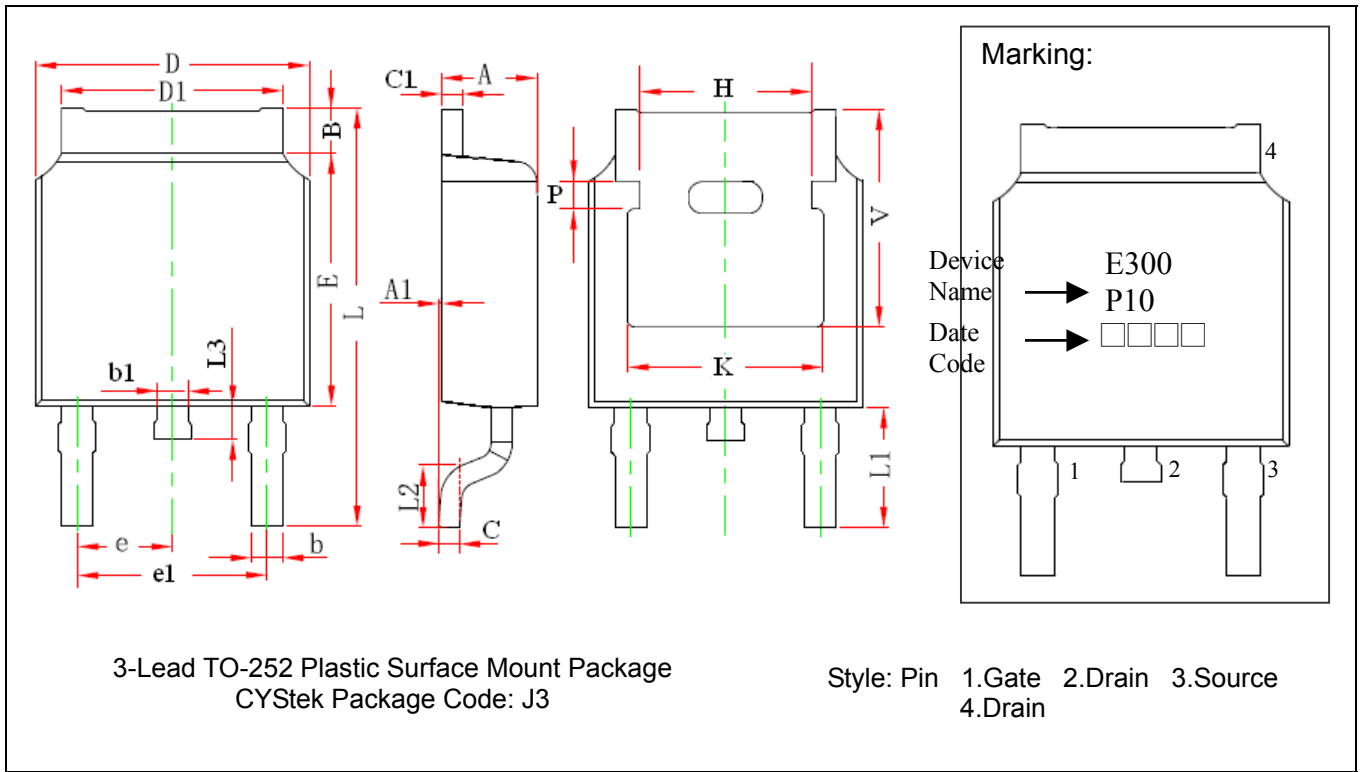 D
D1
B
E
L
L3
b1
e
e1
b
C1
A
A1
L2
C
H
P
V
K
L1
Marking:
4
Device
Name
E300
P10
Date
Code
□□□□
1
2
3
3-Lead TO-252 Plastic Surface Mount Package
CYStek Package Code: J3
Style: Pin 1.Gate 2.Drain 3.Source
4.Drain